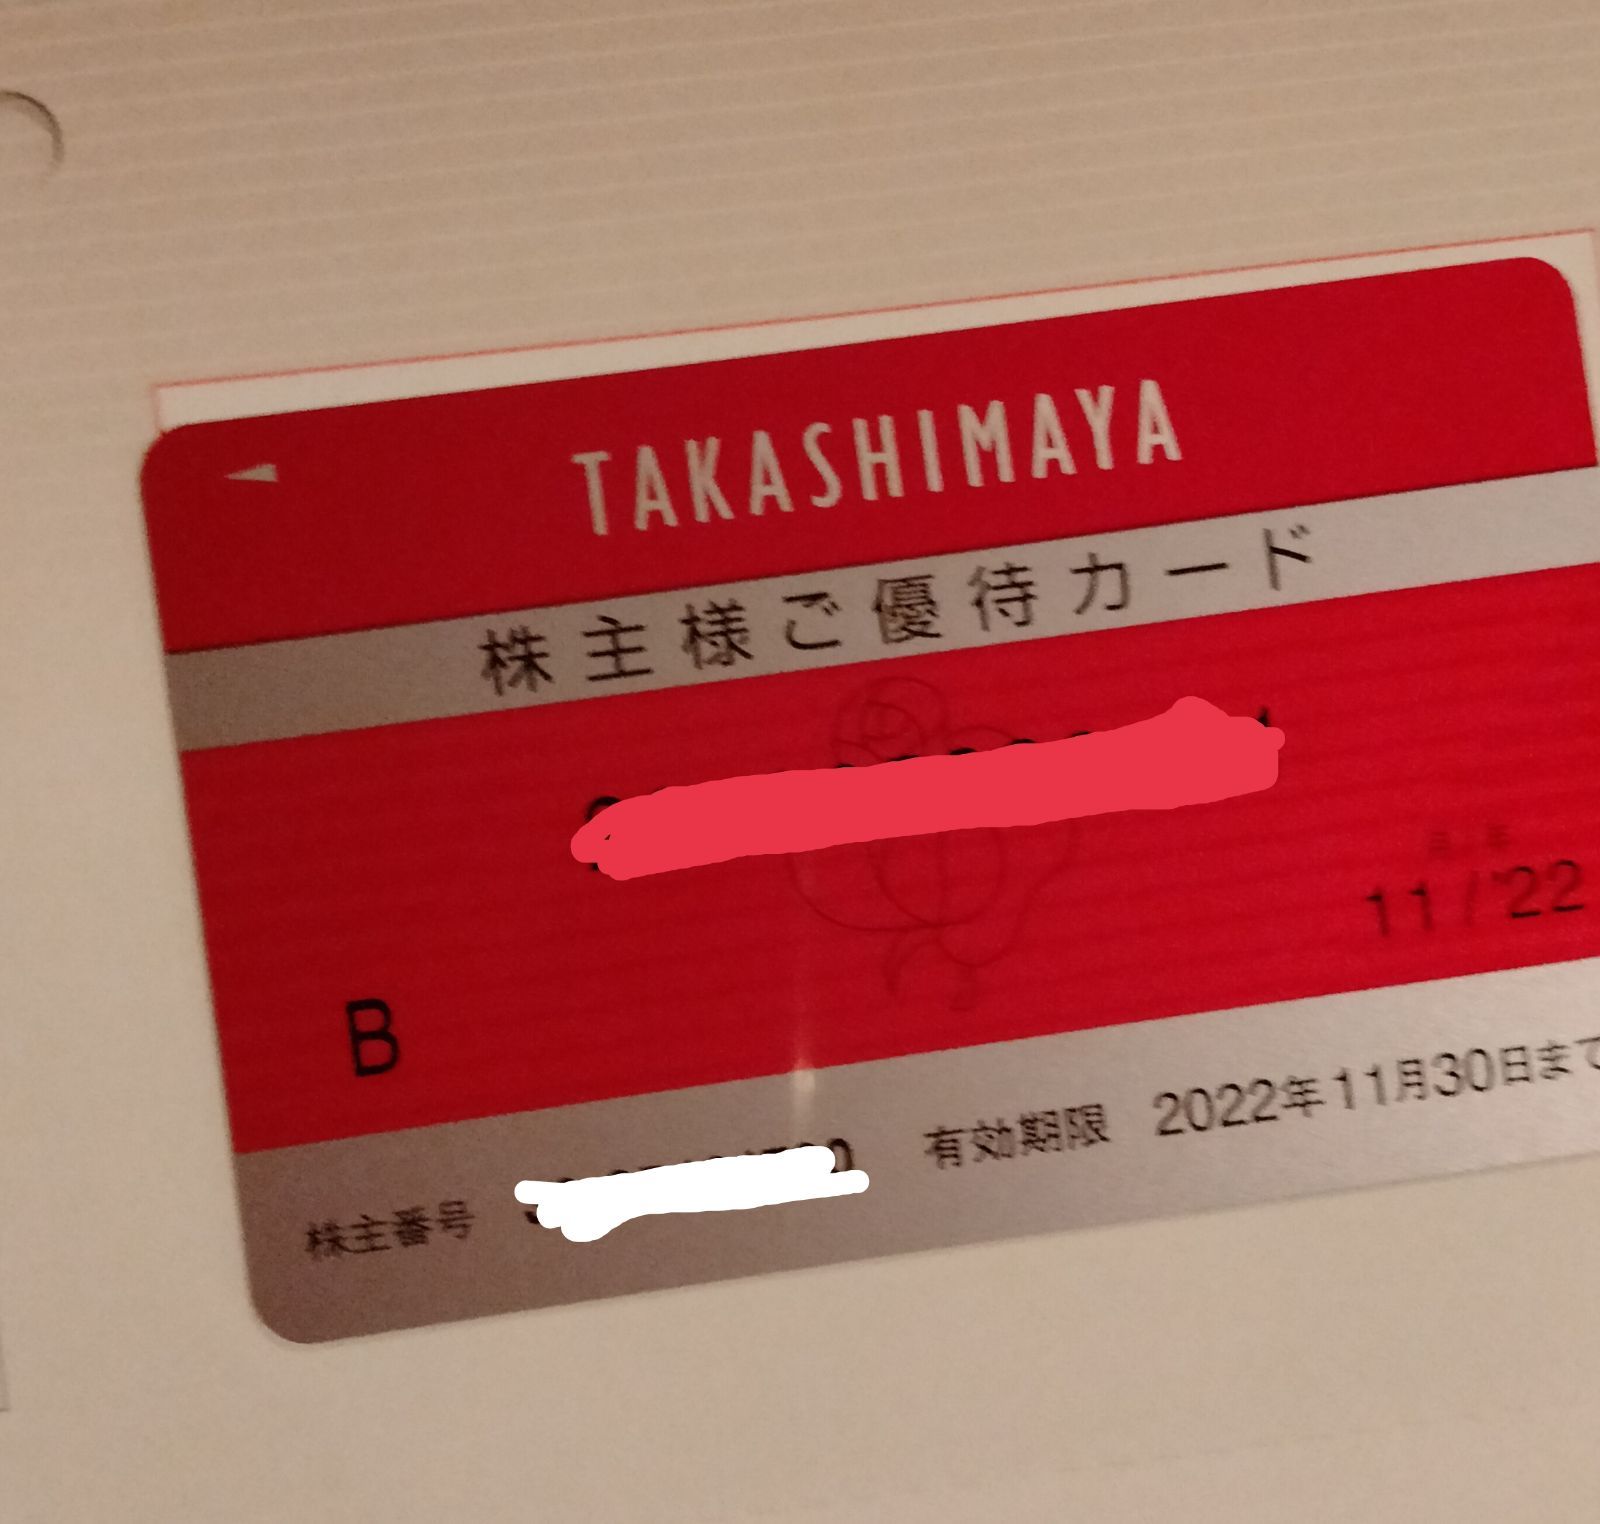 TAKASHIMAYA
株主様ご優待カード
11/'22
B
株主番号
有効期限 2022年11月30日まで